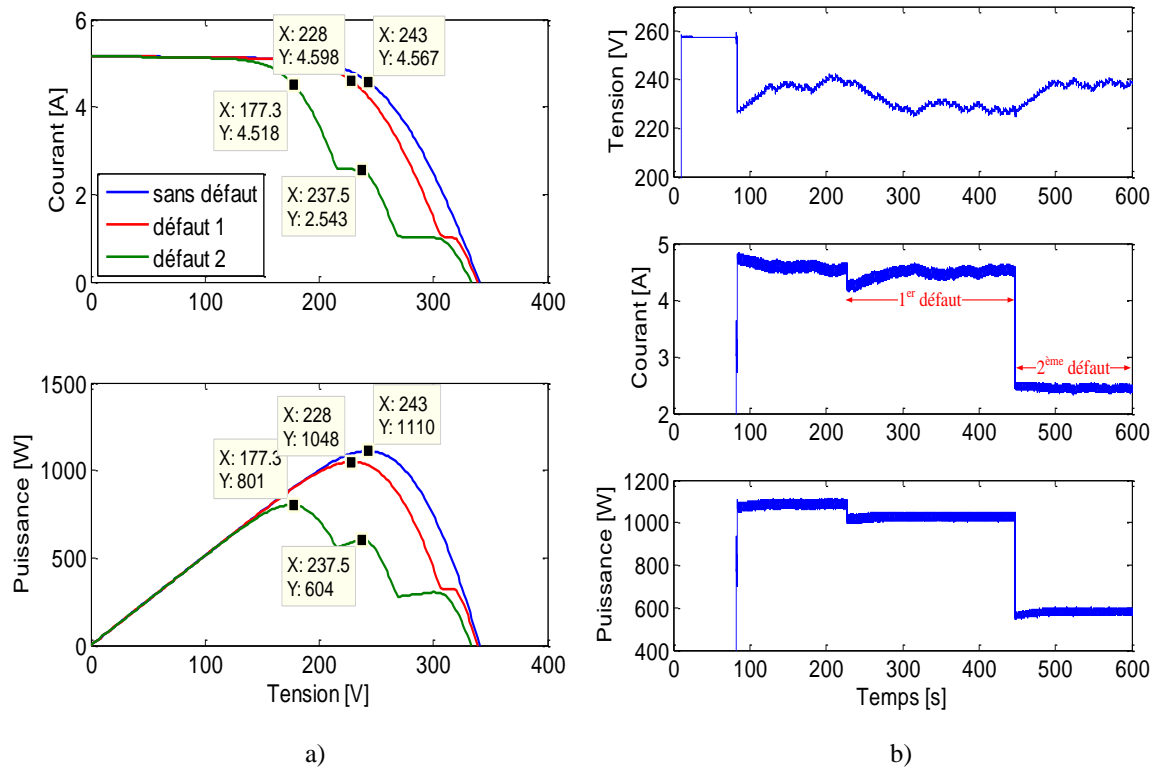 6
4
2
0
Courant [A]
X: 228
Y: 4.598
X: 243
Y: 4.567
X: 177.3
Y: 4.518
X: 237.5
Y: 2.543
sans défaut
défaut 1
défaut 2
0 100 200 300 400
1500
1000
500
0
Puissance [W]
X: 228
Y: 1048
X: 243
Y: 1110
X: 177.3
Y: 801
X: 237.5
Y: 604
0 100 200 300 400
Tension [V]
a)
260
240
220
200
Tension [V]
0 100 200 300 400 500 600
5
4
3
2
Courant [A]
1er défaut
2ème défaut
0 100 200 300 400 500 600
1200
1000
800
600
400
Puissance [W]
0 100 200 300 400 500 600
Temps [s]
b)